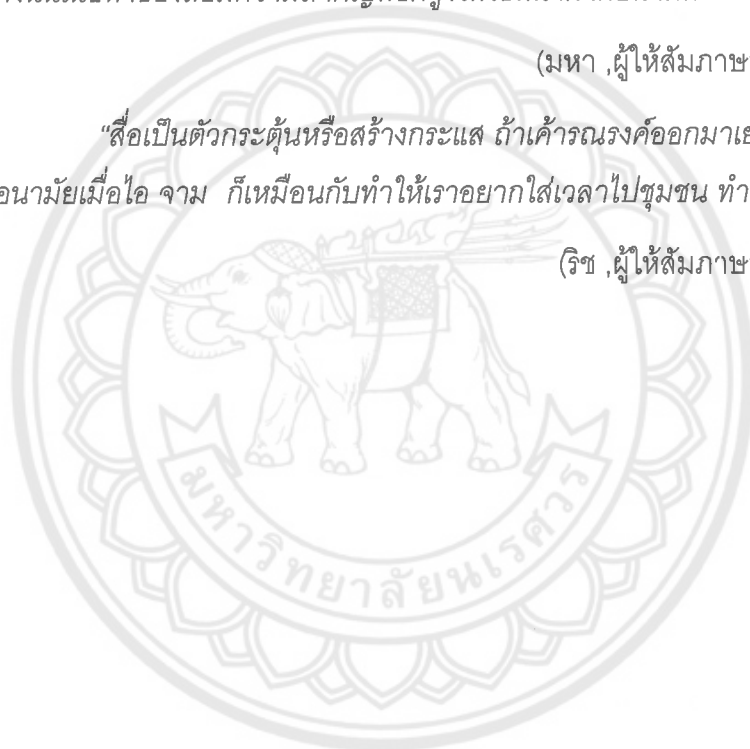 (มหา ,ผู้ให้สัมภาษ
"สื่อเป็นตัวกระตุ้นหรือสร้างกระแส ถ้าเค้ารณรงค์ออกมาเย
อนามัยเมื่อไอ จาม ก็เหมือนกับทำให้เราอยากใส่เวลาไปชุมชน ทำ
(ริช ,ผู้ให้สัมภาษ
มหาวิทยาลัยนเรศวร